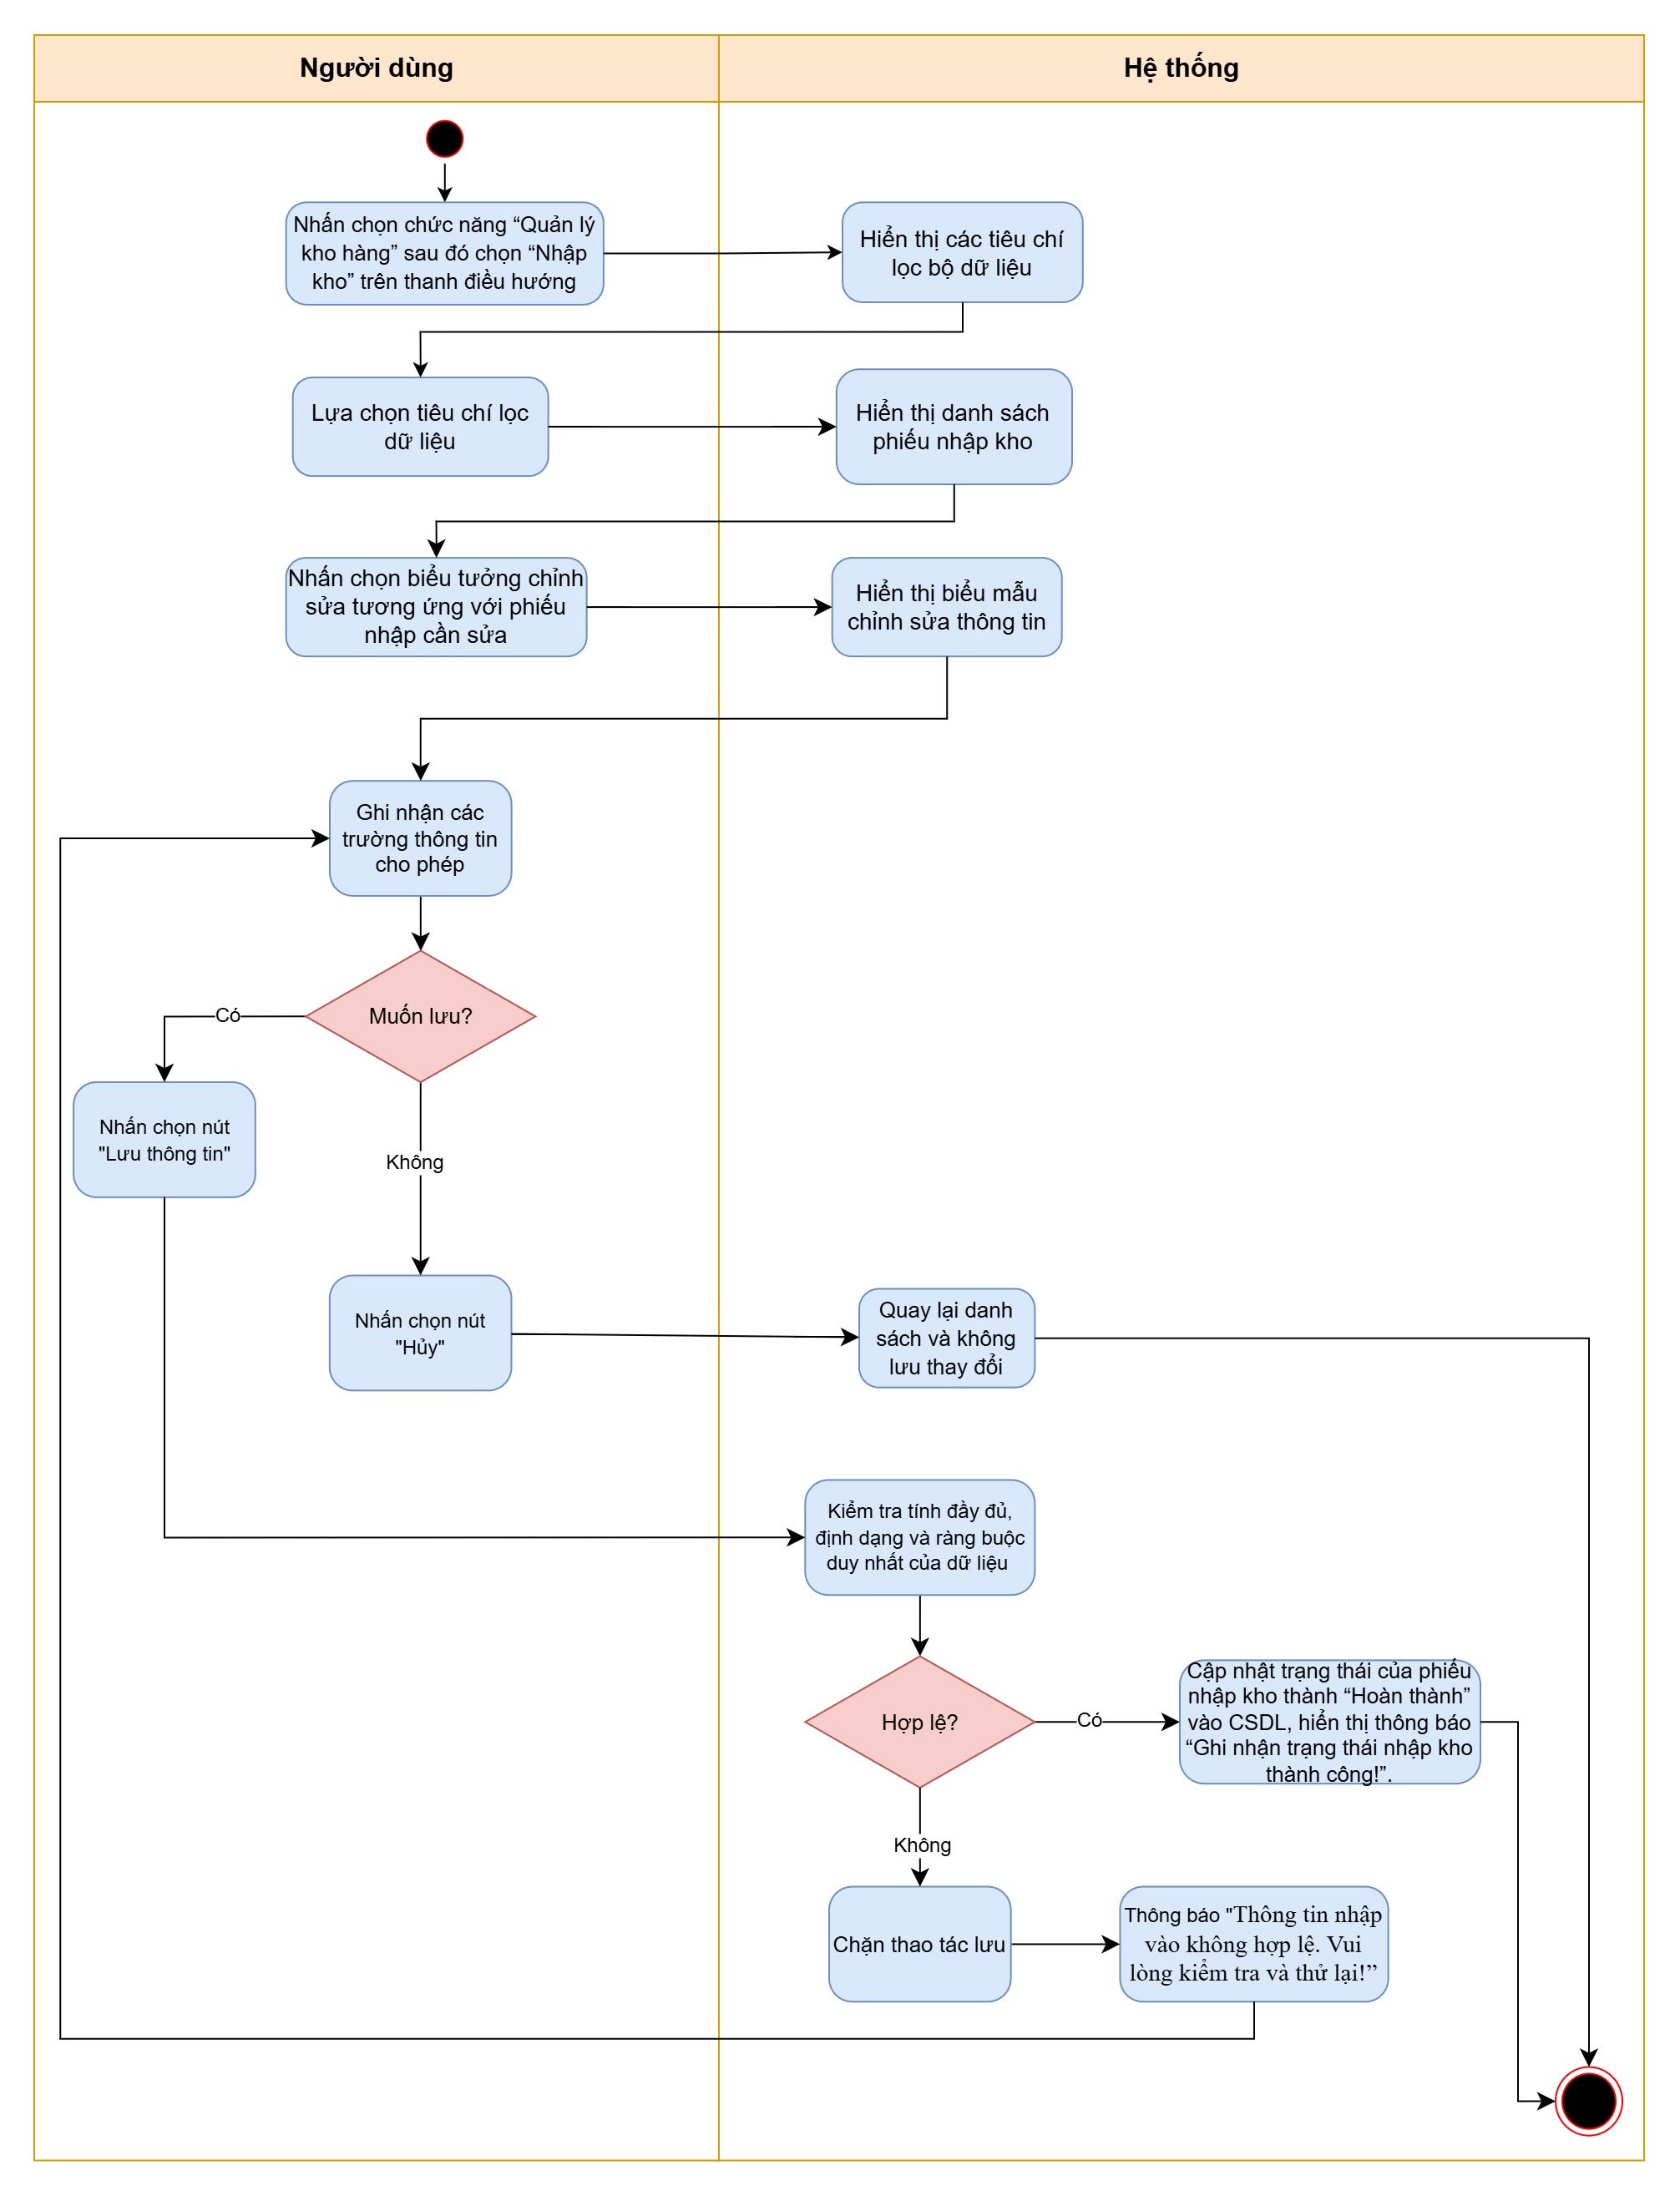 Người dùng
Hệ thống
Nhấn chọn chức năng “Quản lý
kho hàng” sau đó chọn “Nhập
kho” trên thanh điều hướng
Hiển thị các tiêu chí
lọc bộ dữ liệu
Lựa chọn tiêu chí lọc
dữ liệu
Hiển thị danh sách
phiếu nhập kho
Nhấn chọn biểu tưởng chỉnh
sửa tương ứng với phiếu
nhập cần sửa
Hiển thị biểu mẫu
chỉnh sửa thông tin
Ghi nhận các
trường thông tin
cho phép
Muốn lưu?
Có
Nhấn chọn nút
"Lưu thông tin"
Không
Nhấn chọn nút
"Hủy"
Quay lại danh
sách và không
lưu thay đổi
Kiểm tra tính đầy đủ,
định dạng và ràng buộc
duy nhất của dữ liệu
Hợp lệ?
Có
Cập nhật trạng thái của phiếu
nhập kho thành “Hoàn thành”
vào CSDL, hiển thị thông báo
“Ghi nhận trạng thái nhập kho
thành công!”.
Không
Chặn thao tác lưu
Thông báo "Thông tin nhập
vào không hợp lệ. Vui
lòng kiểm tra và thử lại!”